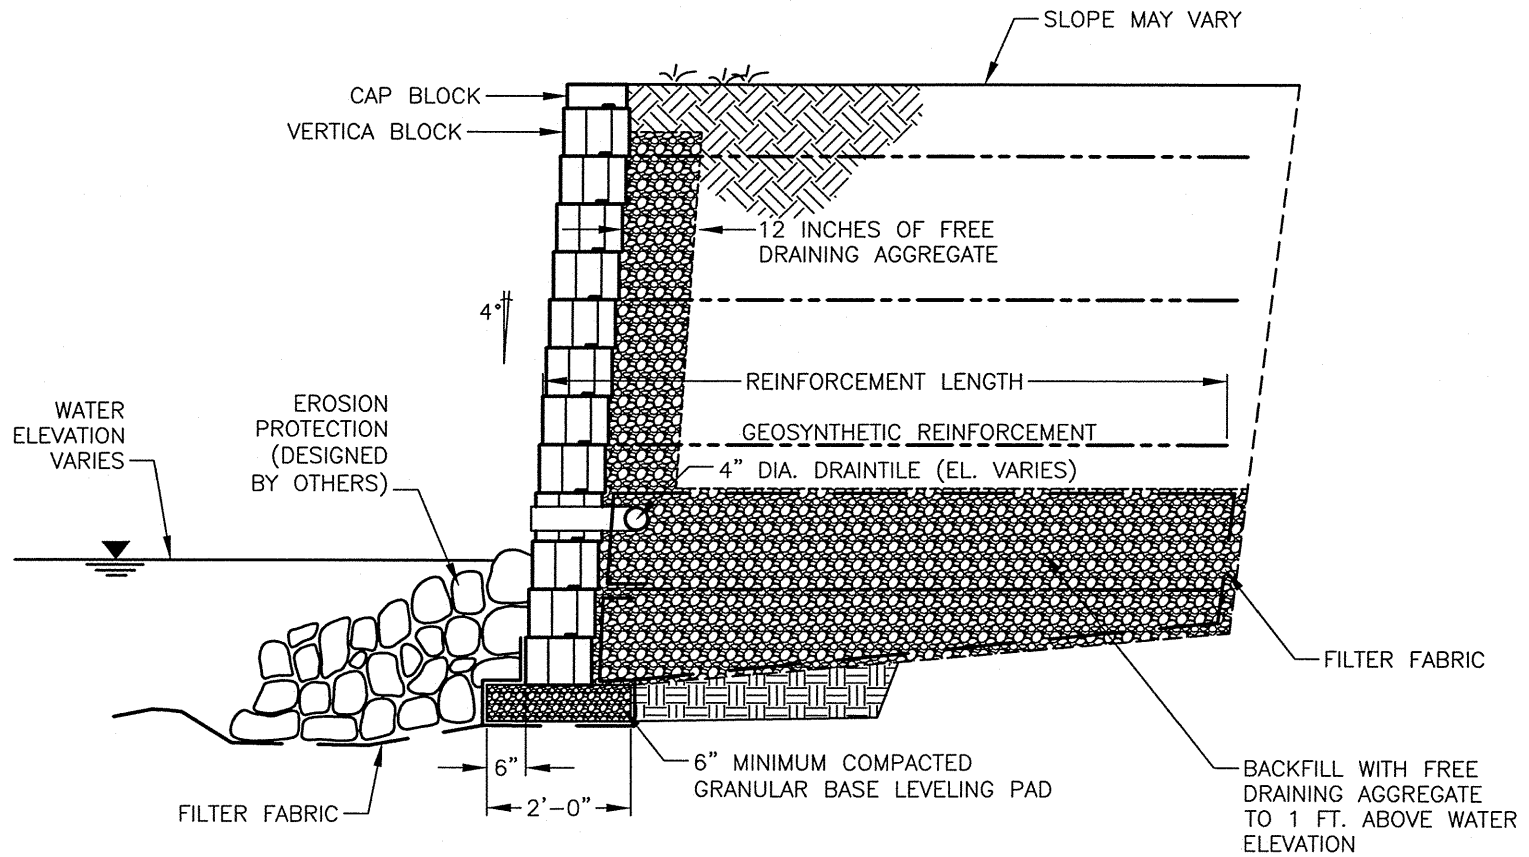 SLOPE MAY VARY
CAP BLOCK
VERTICA BLOCK
12 INCHES OF FREE
DRAINING AGGREGATE
4°
REINFORCEMENT LENGTH
WATER
ELEVATION
VARIES
EROSION
PROTECTION
(DESIGNED
BY OTHERS)
GEOSYNTHETIC REINFORCEMENT
4" DIA. DRAINTILE (EL. VARIES)
FILTER FABRIC
6"
6" MINIMUM COMPACTED
GRANULAR BASE LEVELING PAD
2'-0"
FILTER FABRIC
BACKFILL WITH FREE
DRAINING AGGREGATE
TO 1 FT. ABOVE WATER
ELEVATION